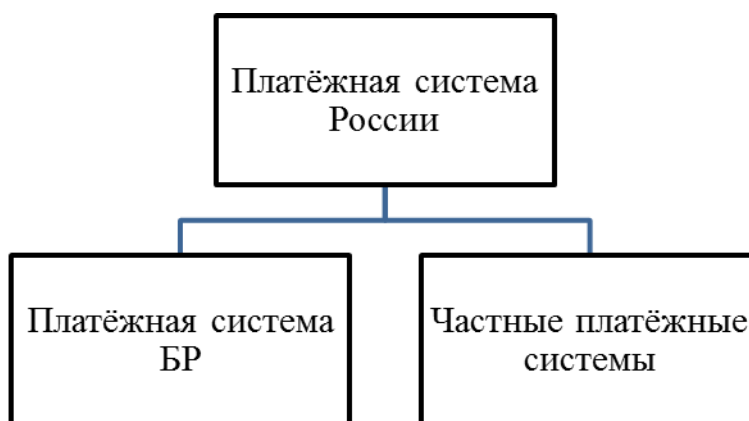 Платёжная система
России
Платёжная система
БР
Частные платёжные
системы